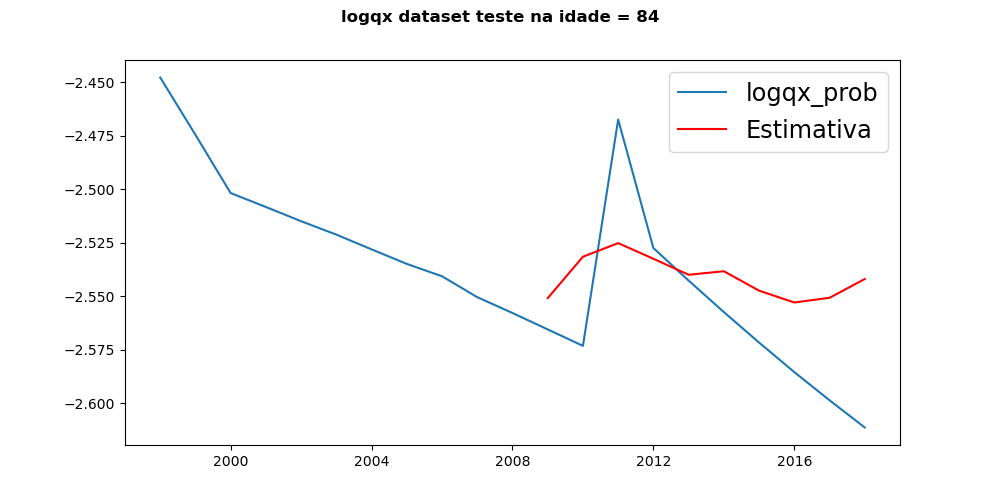 logqx dataset teste na idade = 84
logqx_prob
Estimativa
−2.450
−2.475
−2.500
−2.525
−2.550
−2.575
−2.600
2000 2004 2008 2012 2016